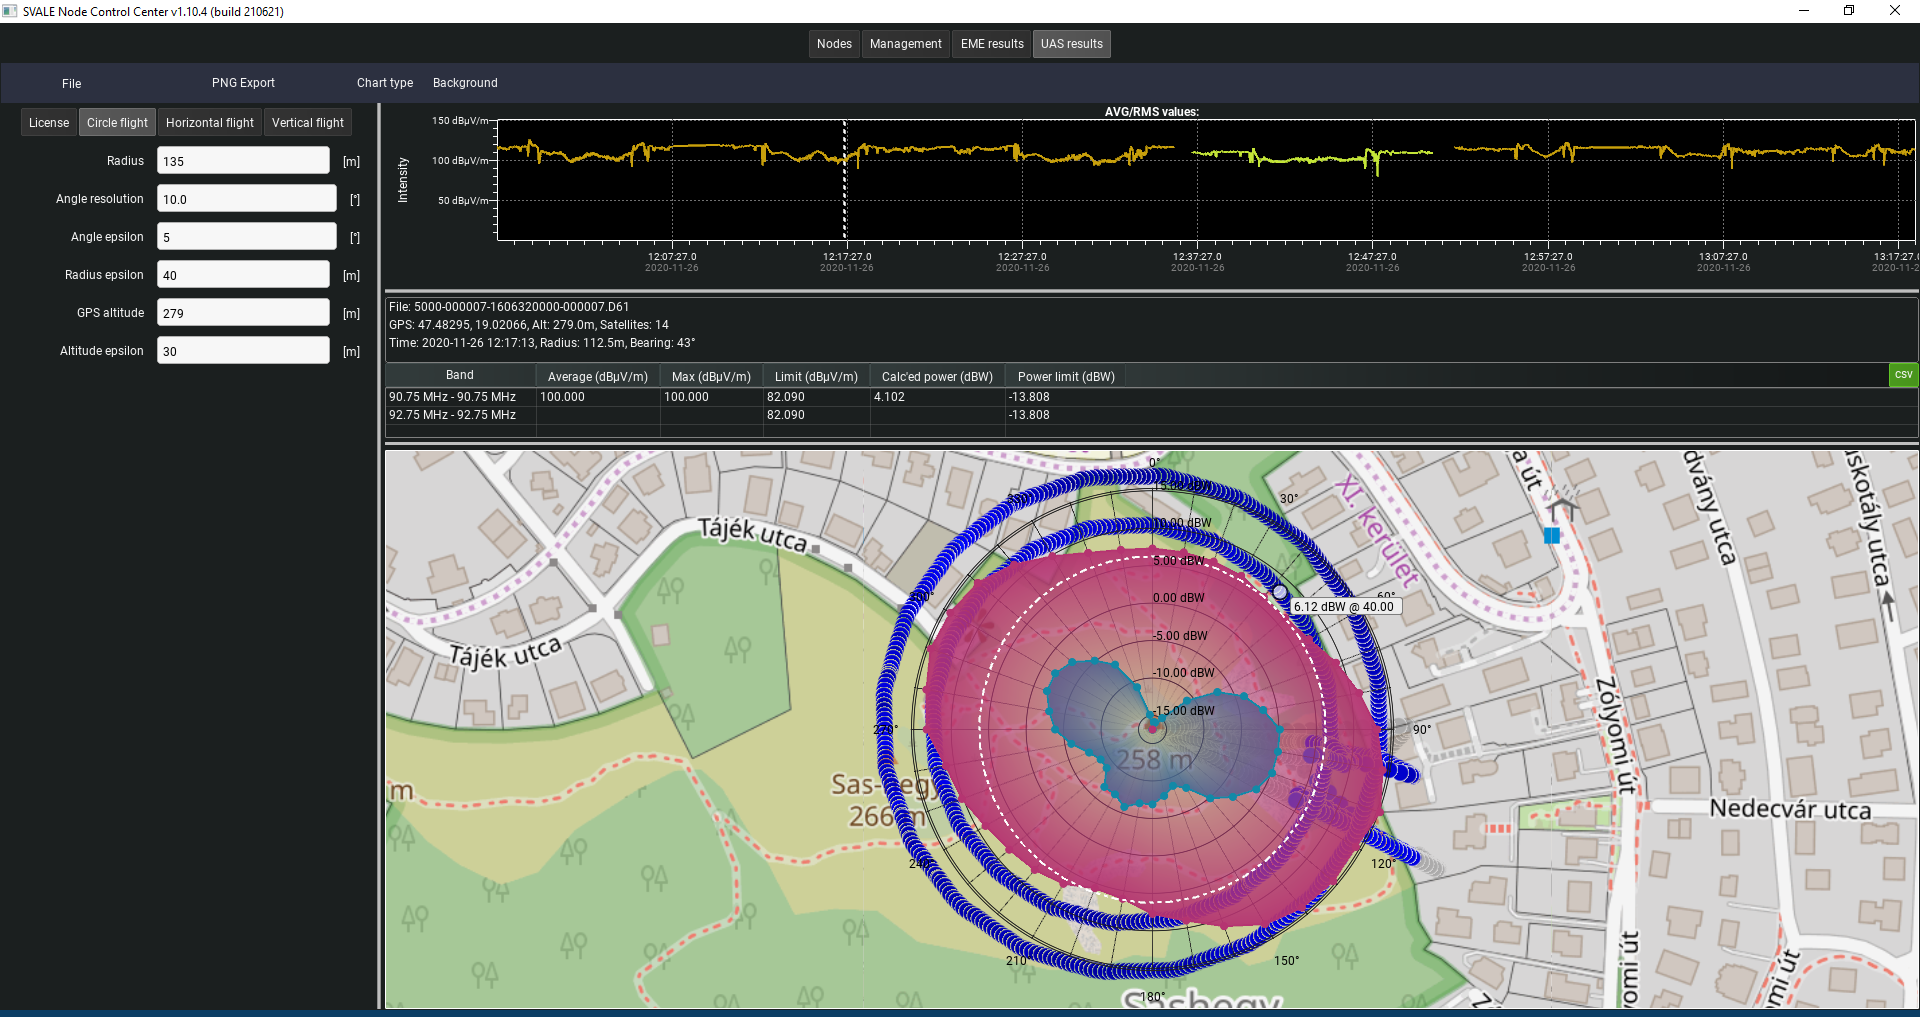 SVALE Node Control Center v1.10.4 (build 210621)
Nodes Management EME results UAS results
File PNG Export Chart type Background
License Circle flight Horizontal flight Vertical flight
Radius 135 [m]
Angle resolution 10.0 [°]
Angle epsilon 5 [°]
Radius epsilon 40 [m]
GPS altitude 279 [m]
Altitude epsilon 30 [m]
AVG/RMS values:
Intensity
150 dBµV/m
100 dBµV/m
50 dBµV/m
12:07:27.0 12:17:27.0 12:27:27.0 12:37:27.0 12:47:27.0 12:57:27.0 13:07:27.0 13:17:27.
2020-11-26 2020-11-26 2020-11-26 2020-11-26 2020-11-26 2020-11-26 2020-11-26 2020-11-2
File: 5000-000007-1606320000-000007.D61
GPS: 47.48295, 19.02066, Alt: 279.0m, Satellites: 14
Time: 2020-11-26 12:17:13, Radius: 112.5m, Bearing: 43°
Band Average (dBµV/m) Max (dBµV/m) Limit (dBµV/m) Calc'ed power (dBW) Power limit (dBW) CSV
90.75 MHz - 90.75 MHz 100.000 100.000 82.090 4.102 -13.808
92.75 MHz - 92.75 MHz 82.090 -13.808
0°
30°
60°
90°
120°
150°
180°
210°
240°
270°
5.00 dBW
0.00 dBW
-5.00 dBW
-10.00 dBW
-15.00 dBW
6.12 dBW @ 40.00
258 m
Tájék utca
Tájék utca
XI. kerület
a út
dvány utca
skotály utca
Zólyomi út
Nedecvár utca
266 m
m
yomi út
mi út
Sashegy